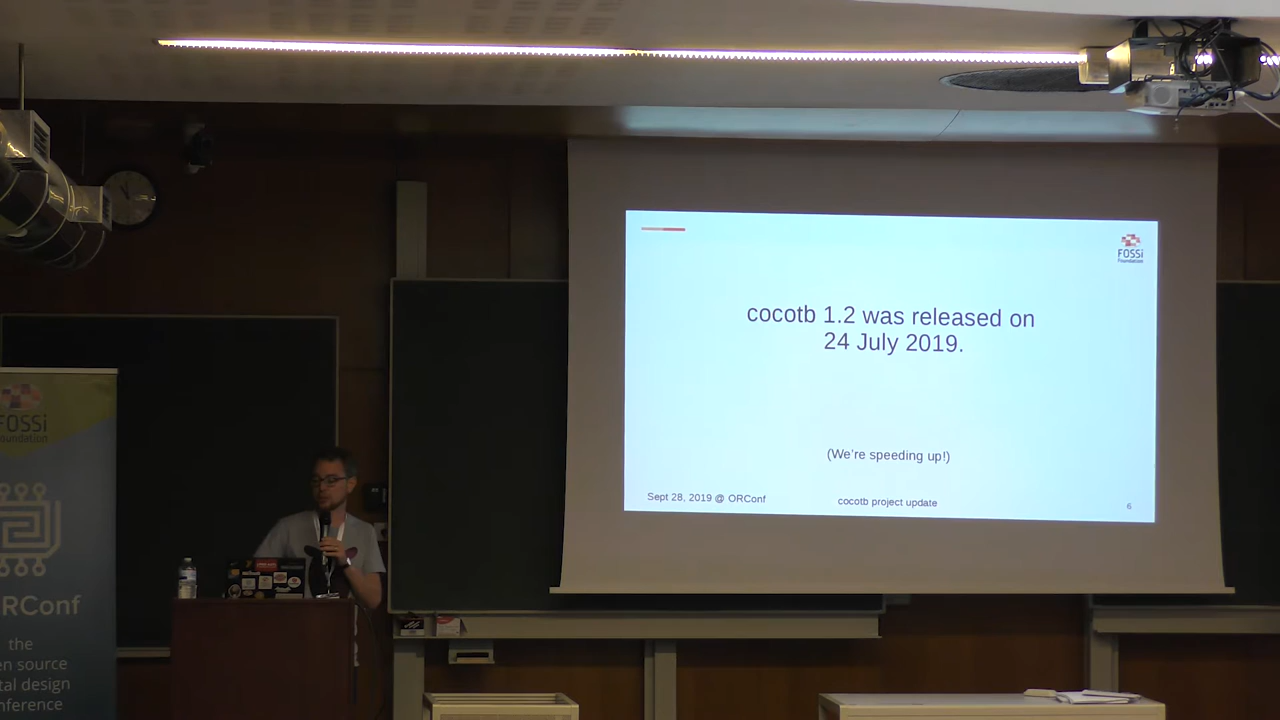 FOSSi
Foundation
cocotb 1.2 was released on
24 July 2019.
(We're speeding up!)
Sept 28, 2019 @ ORConf
cocotb project update
6
FOSSi
Foundation
RConf
the
en source
tal design
nference